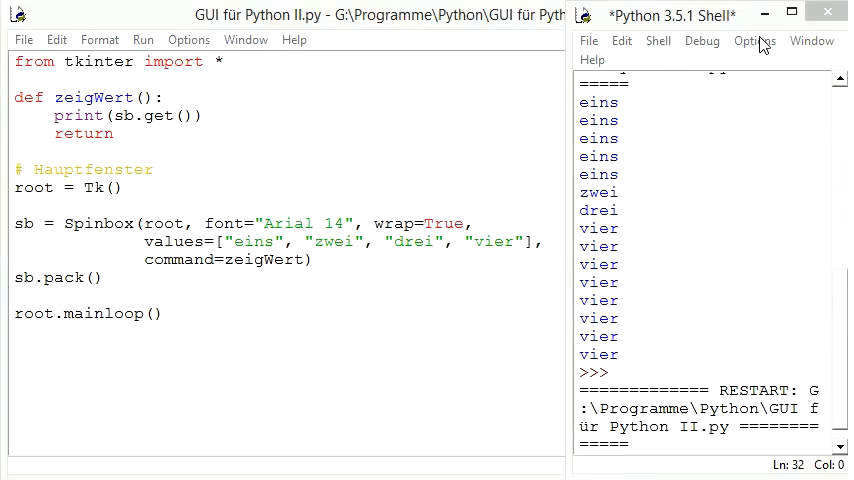 GUI für Python II.py - G:\Programme\Python\GUI für Pyth
File Edit Format Run Options Window Help
from tkinter import *
def zeigWert():
    print(sb.get())
    return
# Hauptfenster
root = Tk()
sb = Spinbox(root, font="Arial 14", wrap=True,
             values=["eins", "zwei", "drei", "vier"],
             command=zeigWert)
sb.pack()
root.mainloop()
*Python 3.5.1 Shell*
File Edit Shell Debug Options Window
Help
=====
eins
eins
eins
eins
eins
zwei
drei
vier
vier
vier
vier
vier
vier
vier
vier
>>>
============= RESTART: G
:\Programme\Python\GUI f
ür Python II.py ========
=====
Ln: 32 Col: 0